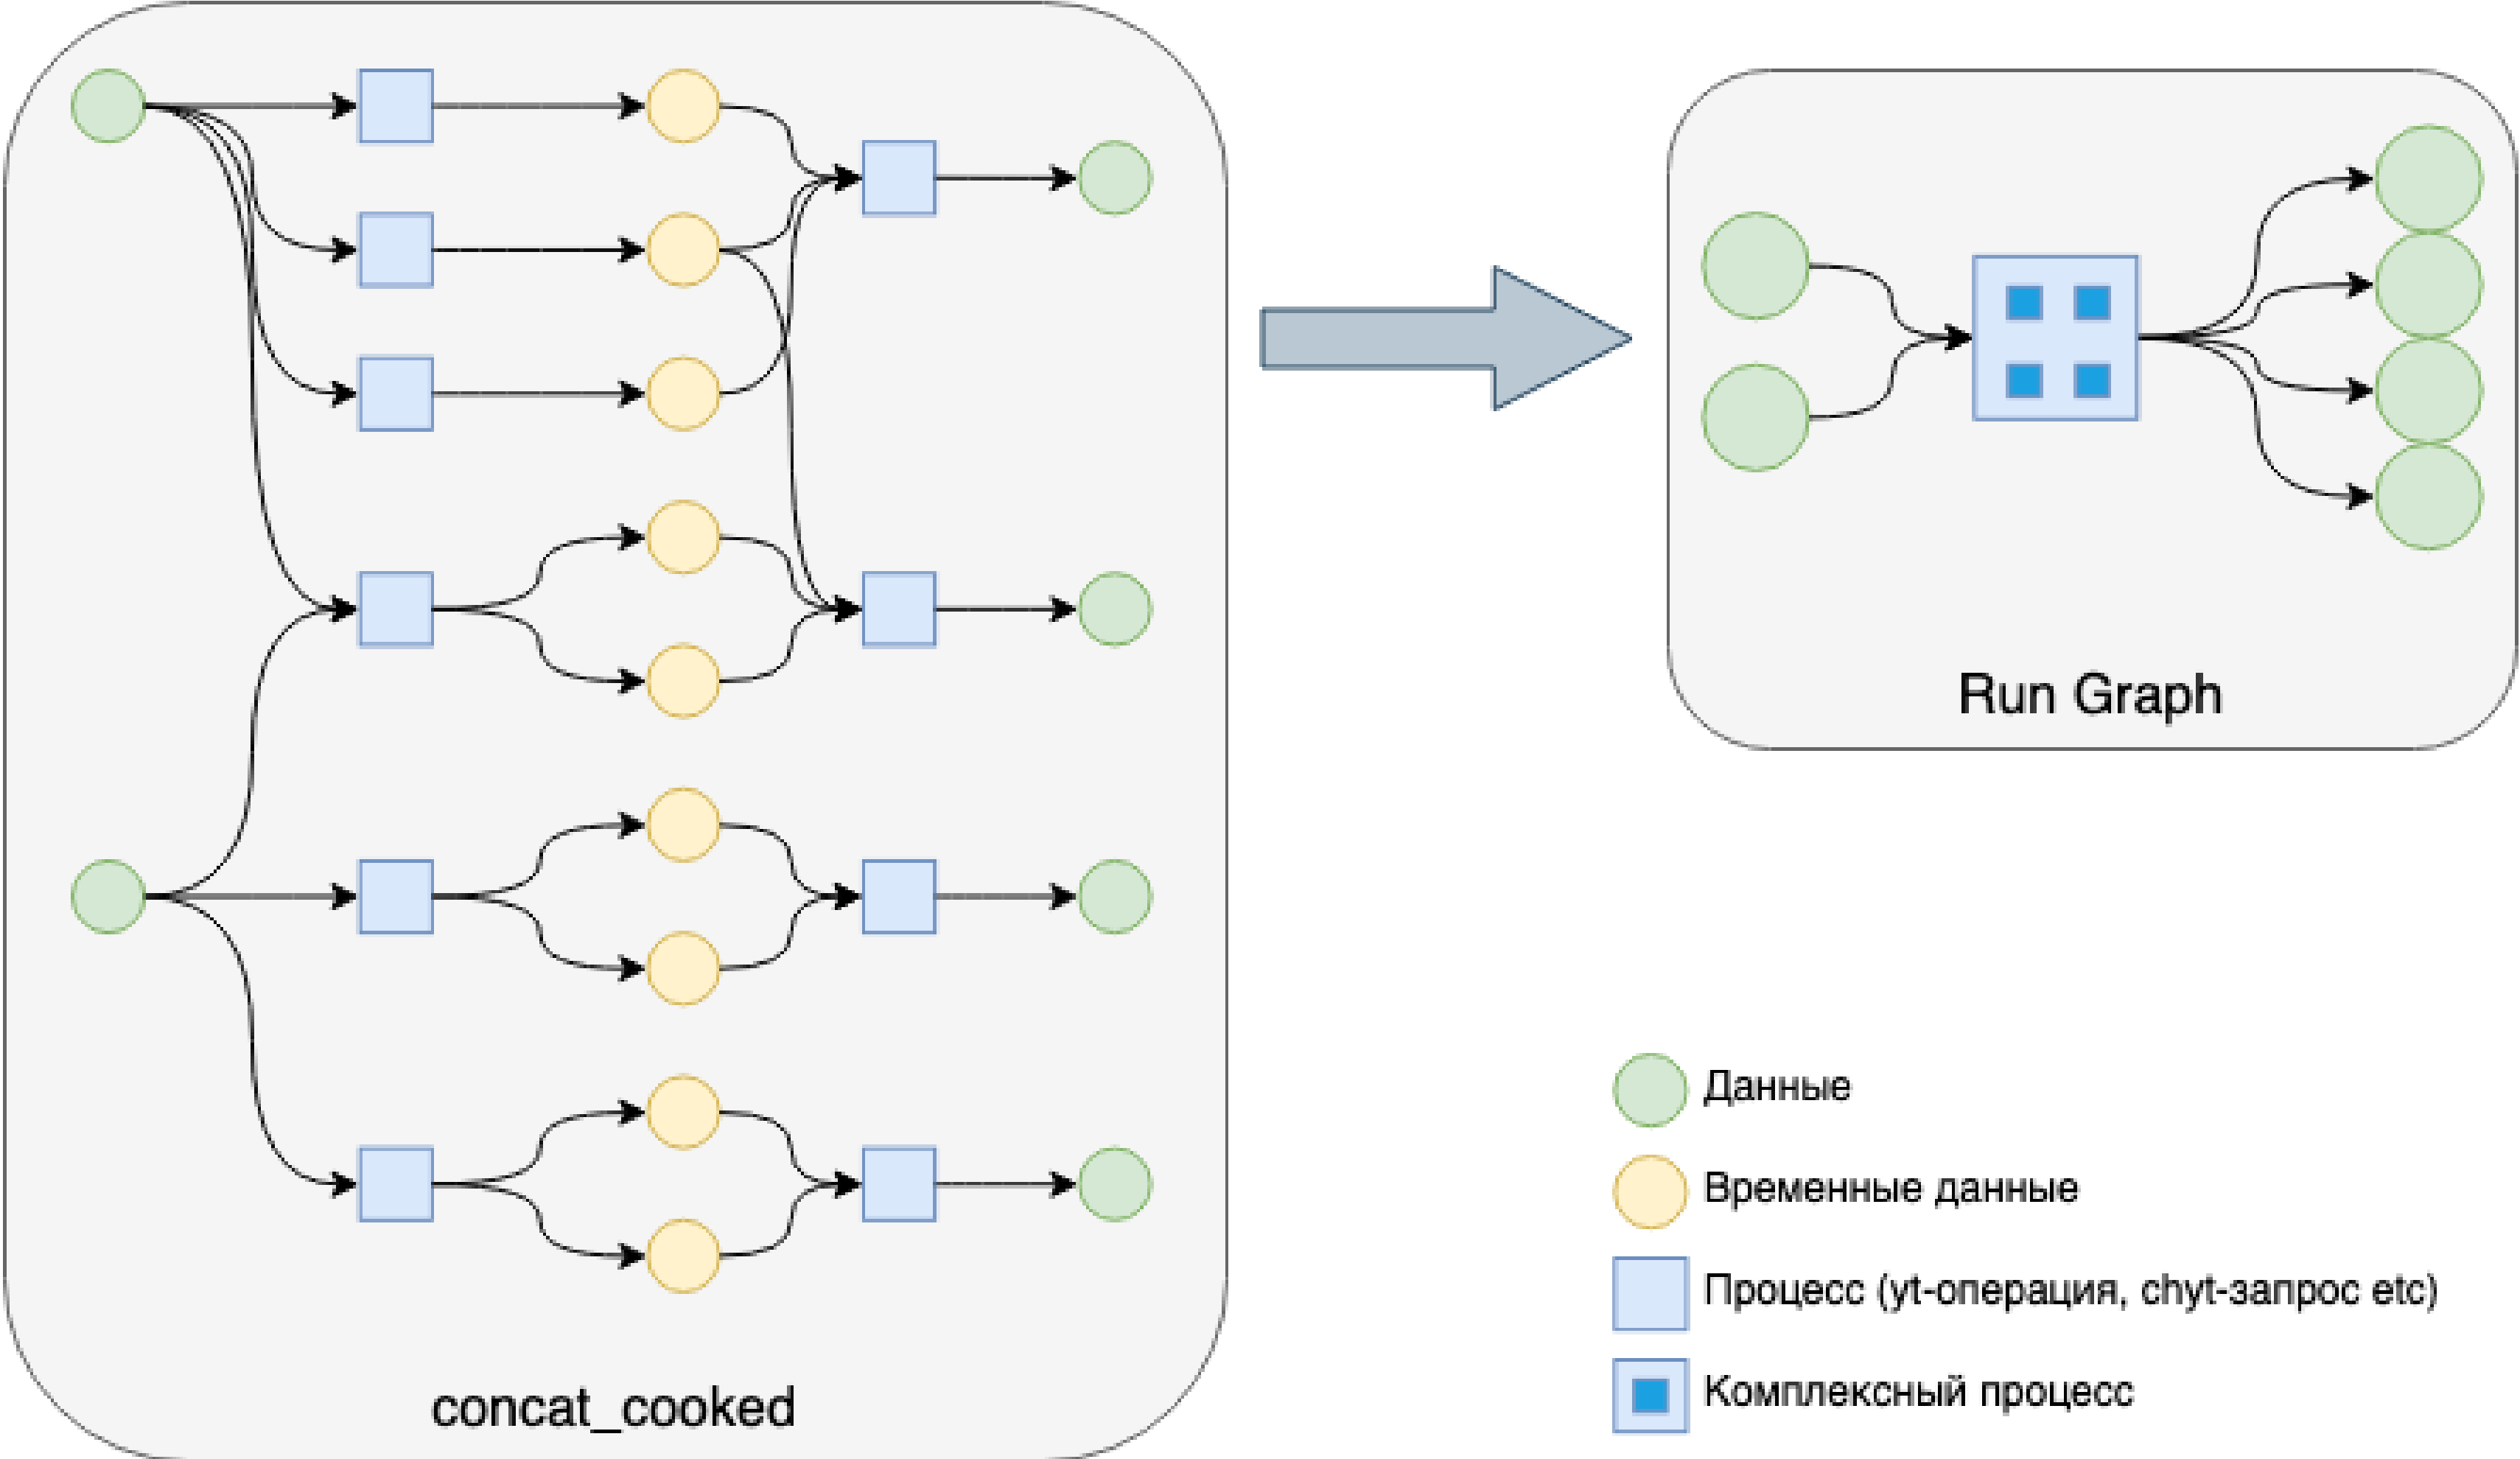 concat_cooked
Run Graph
Данные
Временные данные
Процесс (yt-операция, chyt-запрос etc)
Комплексный процесс